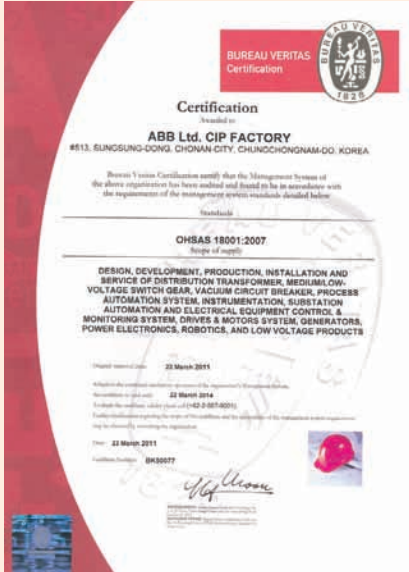 BUREAU VERITAS
Certification
BUREAU VERITAS
1828
Certification
Awarded to
ABB Ltd. CIP FACTORY
#513, SUNGSUNG-DONG, CHONAN-CITY, CHUNGCHONGNAM-DO, KOREA
Bureau Veritas Certification certify that the Management System of
the above organization has been audited and found to be in accordance with
the requirements of the management system standards detailed below
Standards
OHSAS 18001:2007
Scope of supply
DESIGN, DEVELOPMENT, PRODUCTION, INSTALLATION AND
SERVICE OF DISTRIBUTION TRANSFORMER, MEDIUM/LOW-
VOLTAGE SWITCH GEAR, VACUUM CIRCUIT BREAKER, PROCESS
AUTOMATION SYSTEM, INSTRUMENTATION, SUBSTATION
AUTOMATION AND ELECTRICAL EQUIPMENT CONTROL &
MONITORING SYSTEM, DRIVES & MOTORS SYSTEM, GENERATORS,
POWER ELECTRONICS, ROBOTICS, AND LOW VOLTAGE PRODUCTS
22 March 2011
22 March 2014
Date: 22 March 2011